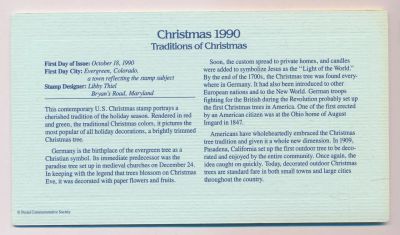 Christmas 1990
Traditions of Christmas
First Day of Issue: October 18, 1990
First Day City: Evergreen, Colorado,
a town reflecting the stamp subject
Stamp Designer: Libby Thiel
Bryan's Road, Maryland
This contemporary U.S. Christmas stamp portrays a
cherished tradition of the holiday season. Rendered in red
and green, the traditional Christmas colors, it pictures the
most popular of all holiday decorations, a brightly trimmed
Christmas tree.
Germany is the birthplace of the evergreen tree as a
Christian symbol. Its immediate predecessor was the
paradise tree set up in medieval churches on December 24.
In keeping with the legend that trees blossom on Christmas
Eve, it was decorated with paper flowers and fruits.
© Postal Commemorative Society
Soon, the custom spread to private homes, and candles
were added to symbolize Jesus as the "Light of the World."
By the end of the 1700s, the Christmas tree was found every-
where in Germany. It had also been introduced to other
European nations and to the New World. German troops
fighting for the British during the Revolution probably set up
the first Christmas trees in America. One of the first erected
by an American citizen was at the Ohio home of August
Imgard in 1847.
Americans have wholeheartedly embraced the Christmas
tree tradition and given it a whole new dimension. In 1909,
Pasadena, California set up the first outdoor tree to be deco-
rated and enjoyed by the entire community. Once again, the
idea caught on quickly. Today, decorated outdoor Christmas
trees are standard fare in both small towns and large cities
throughout the country.